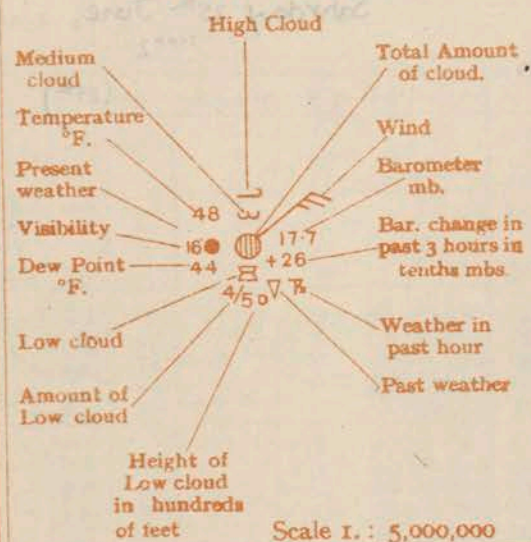 High Cloud
Medium
cloud
Total Amount
of cloud.
Temperature
°F.
Wind
Present
weather
Barometer
mb.
48
Visibility
16
17.7
Bar. change in
past 3 hours in
tenths mbs.
+26
Dew Point
°F.
44
4/50
Low cloud
Weather in
past hour
Amount of
Low cloud
Past weather
Height of
Low cloud
in hundreds
of feet
Scale 1. : 5,000,000